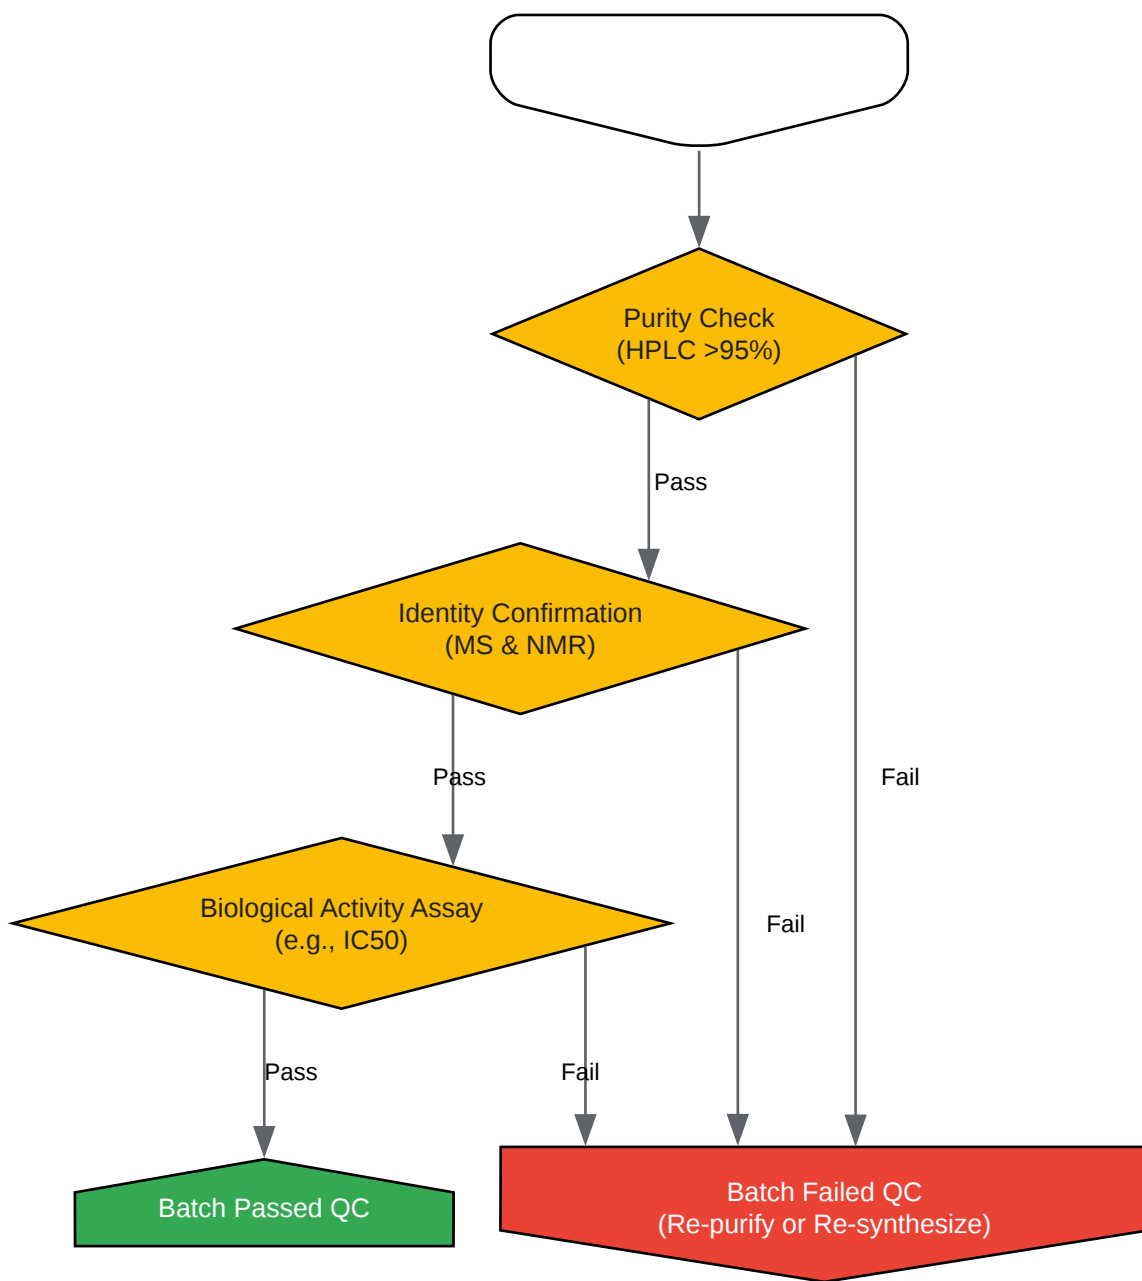 Purity Check
(HPLC >95%)
Pass
Identity Confirmation
(MS & NMR)
Pass
Fail
Biological Activity Assay
(e.g., IC50)
Fail
Pass
Fail
Batch Passed QC
Batch Failed QC
(Re-purify or Re-synthesize)